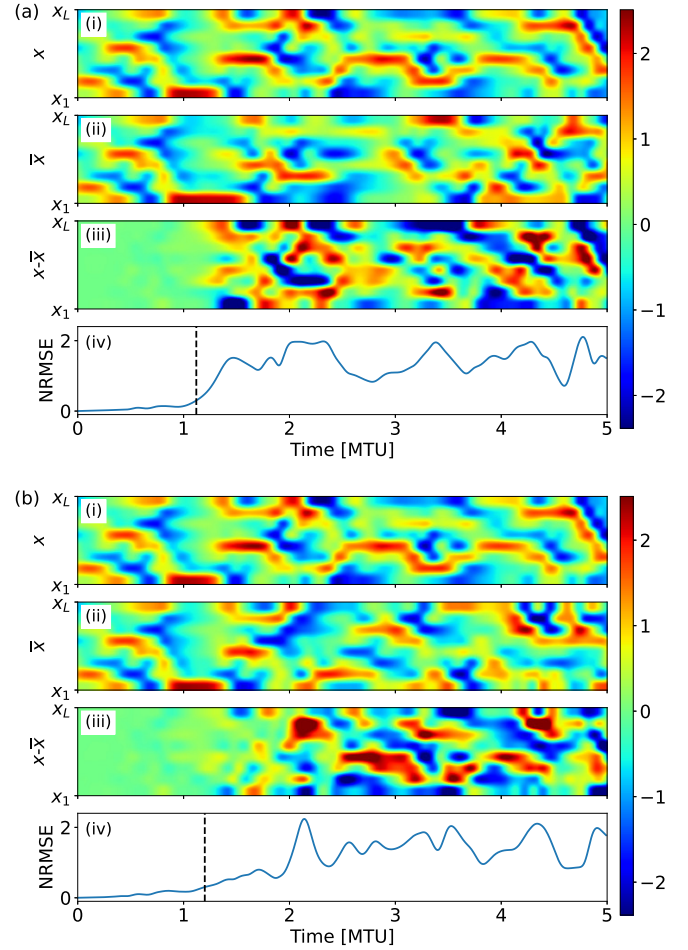 (a)
x_L
(i)
x
x_1
x_L
(ii)
x̅
x_1
x_L
(iii)
x-x̅
x_1
2
(iv)
NRMSE
0
0 1 2 3 4 5
Time [MTU]
2
1
0
−1
−2
(b)
x_L
(i)
x
x_1
x_L
(ii)
x̅
x_1
x_L
(iii)
x-x̅
x_1
2
(iv)
NRMSE
0
0 1 2 3 4 5
Time [MTU]
2
1
0
−1
−2